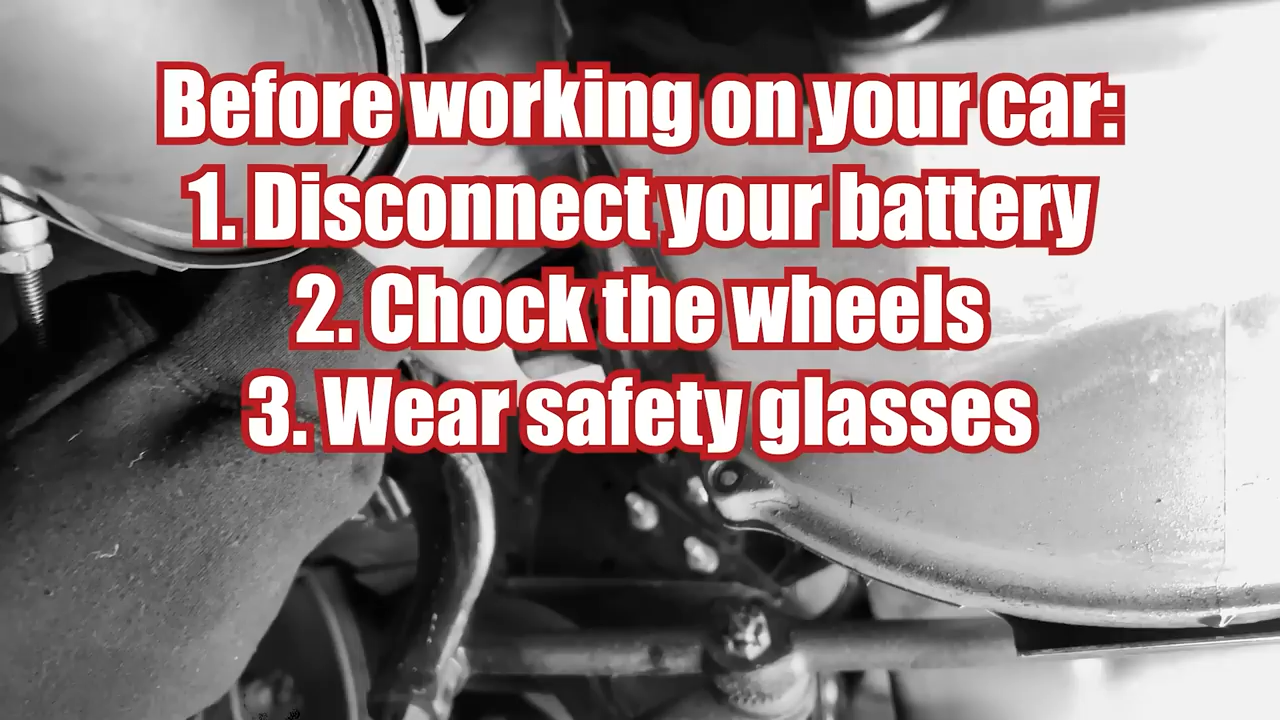 Before working on your car:
1. Disconnect your battery
2. Chock the wheels
3. Wear safety glasses